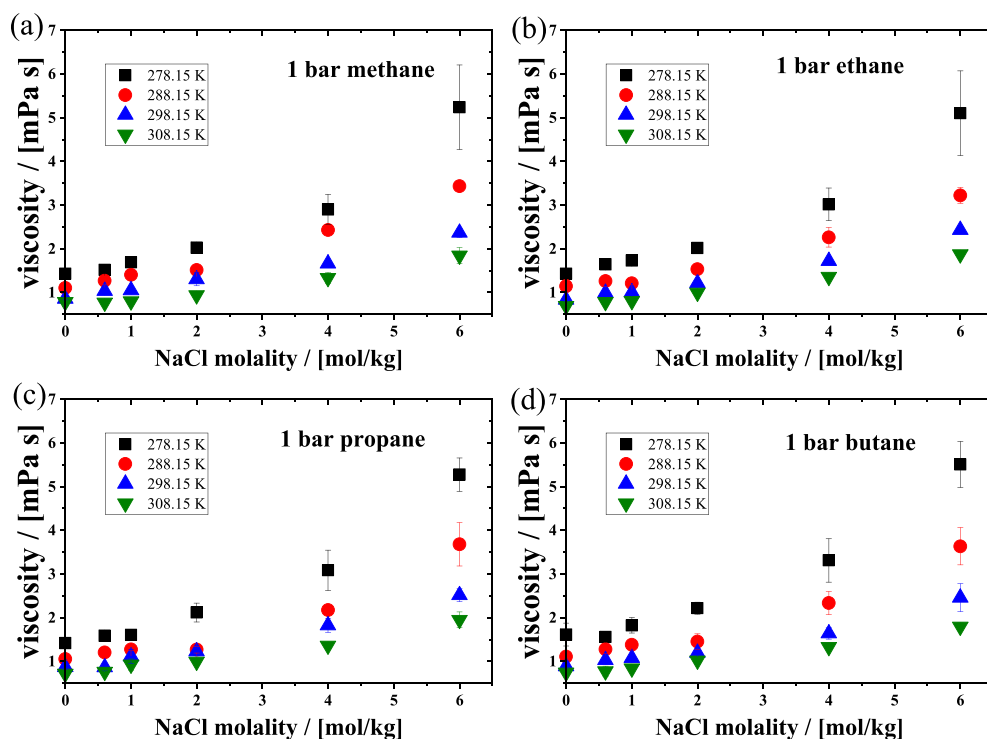 (a)
1 bar methane
278.15 K
288.15 K
298.15 K
308.15 K
viscosity / [mPa s]
7
6
5
4
3
2
1
0 1 2 3 4 5 6
NaCl molality / [mol/kg]
(b)
1 bar ethane
278.15 K
288.15 K
298.15 K
308.15 K
viscosity / [mPa s]
7
6
5
4
3
2
1
0 1 2 3 4 5 6
NaCl molality / [mol/kg]
(c)
1 bar propane
278.15 K
288.15 K
298.15 K
308.15 K
viscosity / [mPa s]
7
6
5
4
3
2
1
0 1 2 3 4 5 6
NaCl molality / [mol/kg]
(d)
1 bar butane
278.15 K
288.15 K
298.15 K
308.15 K
viscosity / [mPa s]
7
6
5
4
3
2
1
0 1 2 3 4 5 6
NaCl molality / [mol/kg]